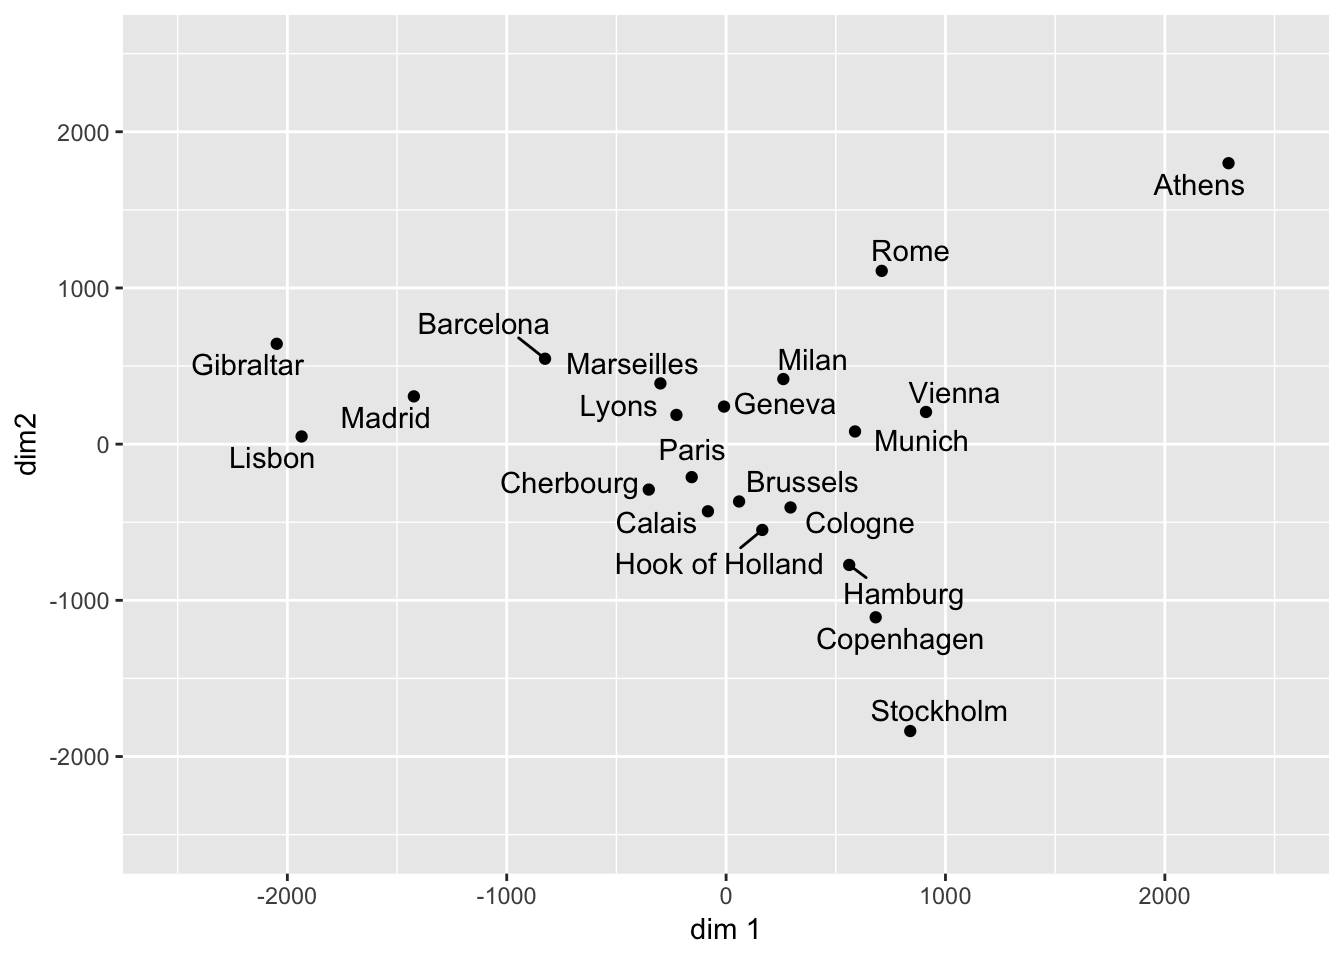 2000
1000
0
-1000
-2000
dim2
Athens
Rome
Barcelona
Gibraltar
Marseilles
Milan
Vienna
Lyons
Geneva
Madrid
Munich
Lisbon
Paris
Cherbourg
Brussels
Calais
Cologne
Hook of Holland
Hamburg
Copenhagen
Stockholm
-2000
-1000
0
1000
2000
dim 1